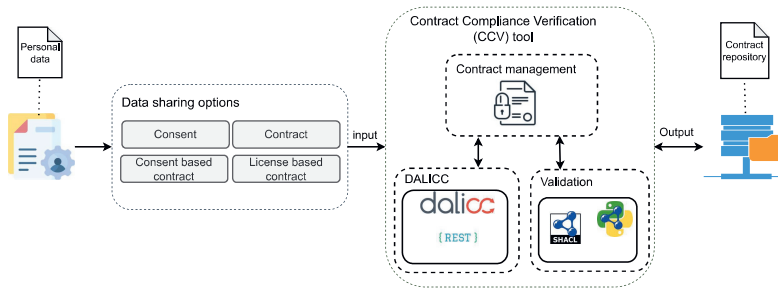 Personal
data
Data sharing options
Consent
Contract
Consent based
contract
License based
contract
input
Contract Compliance Verification
(CCV) tool
Contract management
DALICC
dalicc
{REST}
Validation
SHACL
Output
Contract
repository